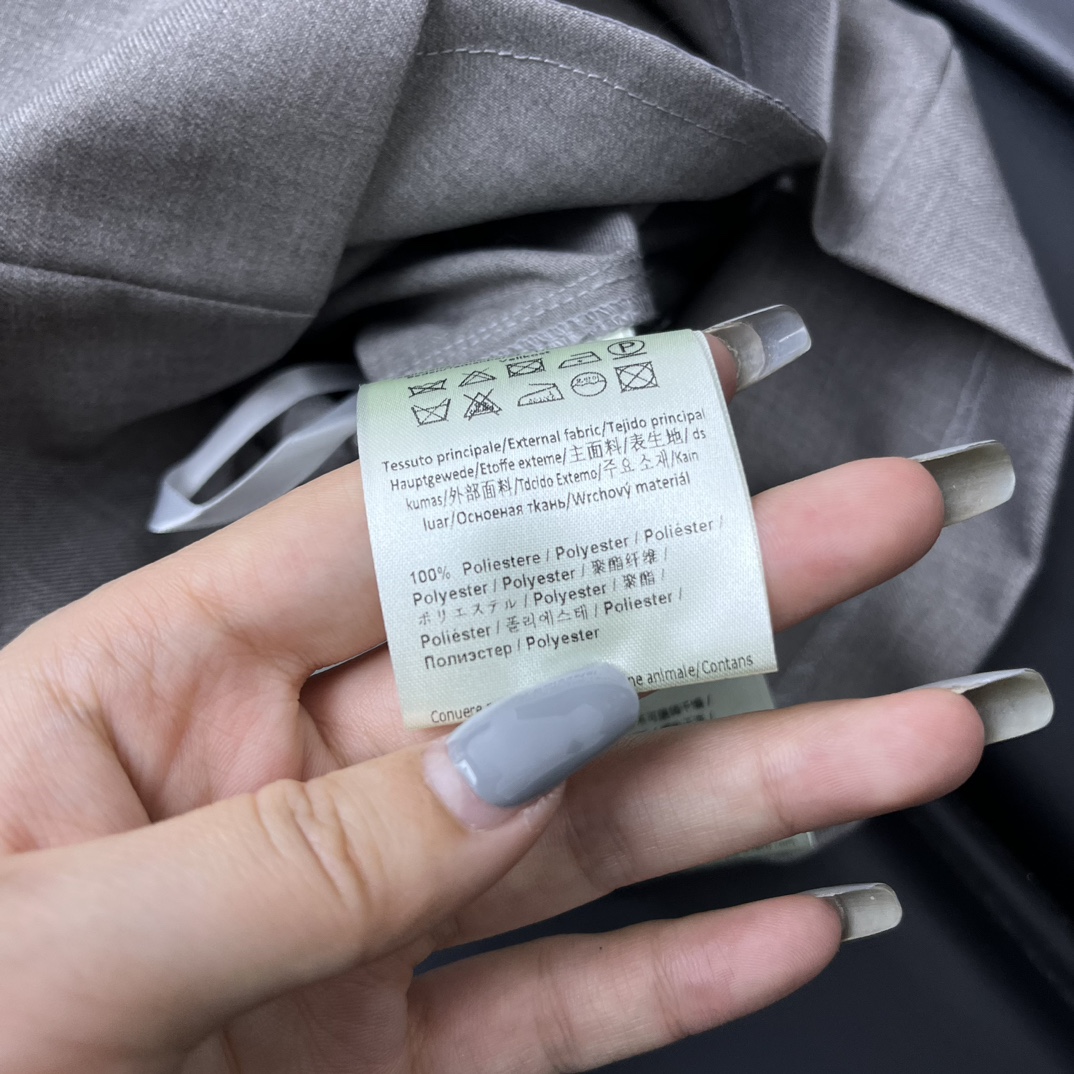 Tessuto principale/External fabric/Tejido principal
Hauptgewede/Etoffe exteme/主面料/表生地/ds
kumas/外部面料/Tdcido Extemo/주요소재/Kain
luar/Осноеная ткань/Wrchový materiál
100% Poliestere / Polyester / Poliéster /
Polyester / Polyester / 聚酯纤维 /
ポリエステル / Polyester / 聚酯 /
Poliéster / 폴리에스테 / Poliester /
Полиэстер / Polyester
ne animale/Contans